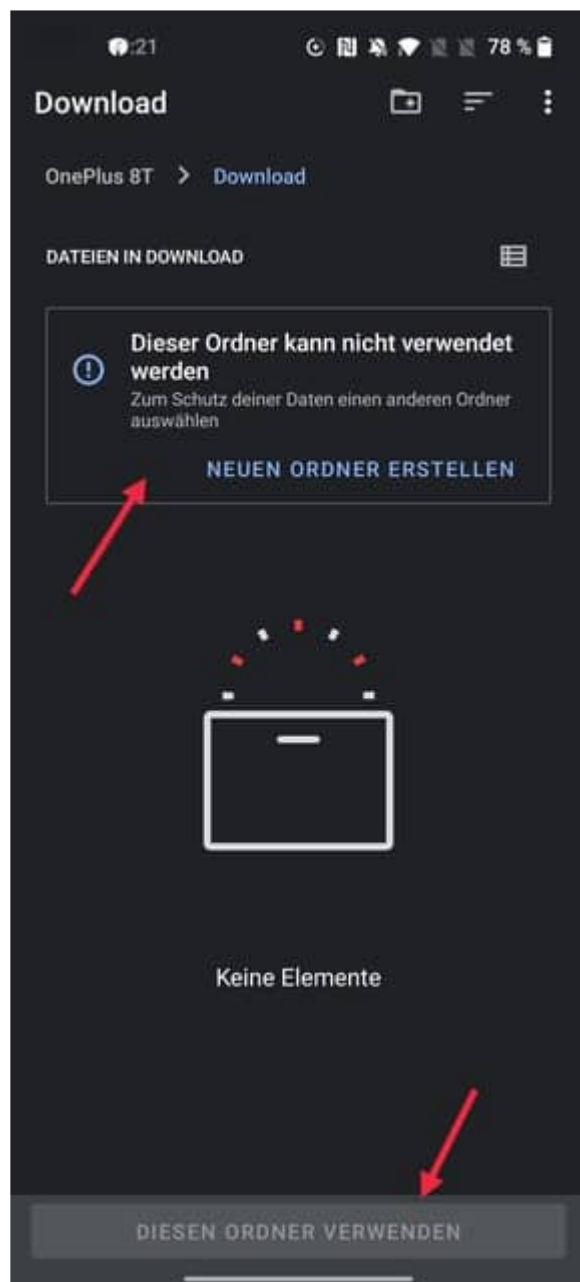 :21 78 %
Download
OnePlus 8T > Download
DATEIEN IN DOWNLOAD
Dieser Ordner kann nicht verwendet
werden
Zum Schutz deiner Daten einen anderen Ordner
auswählen
NEUEN ORDNER ERSTELLEN
Keine Elemente
DIESEN ORDNER VERWENDEN